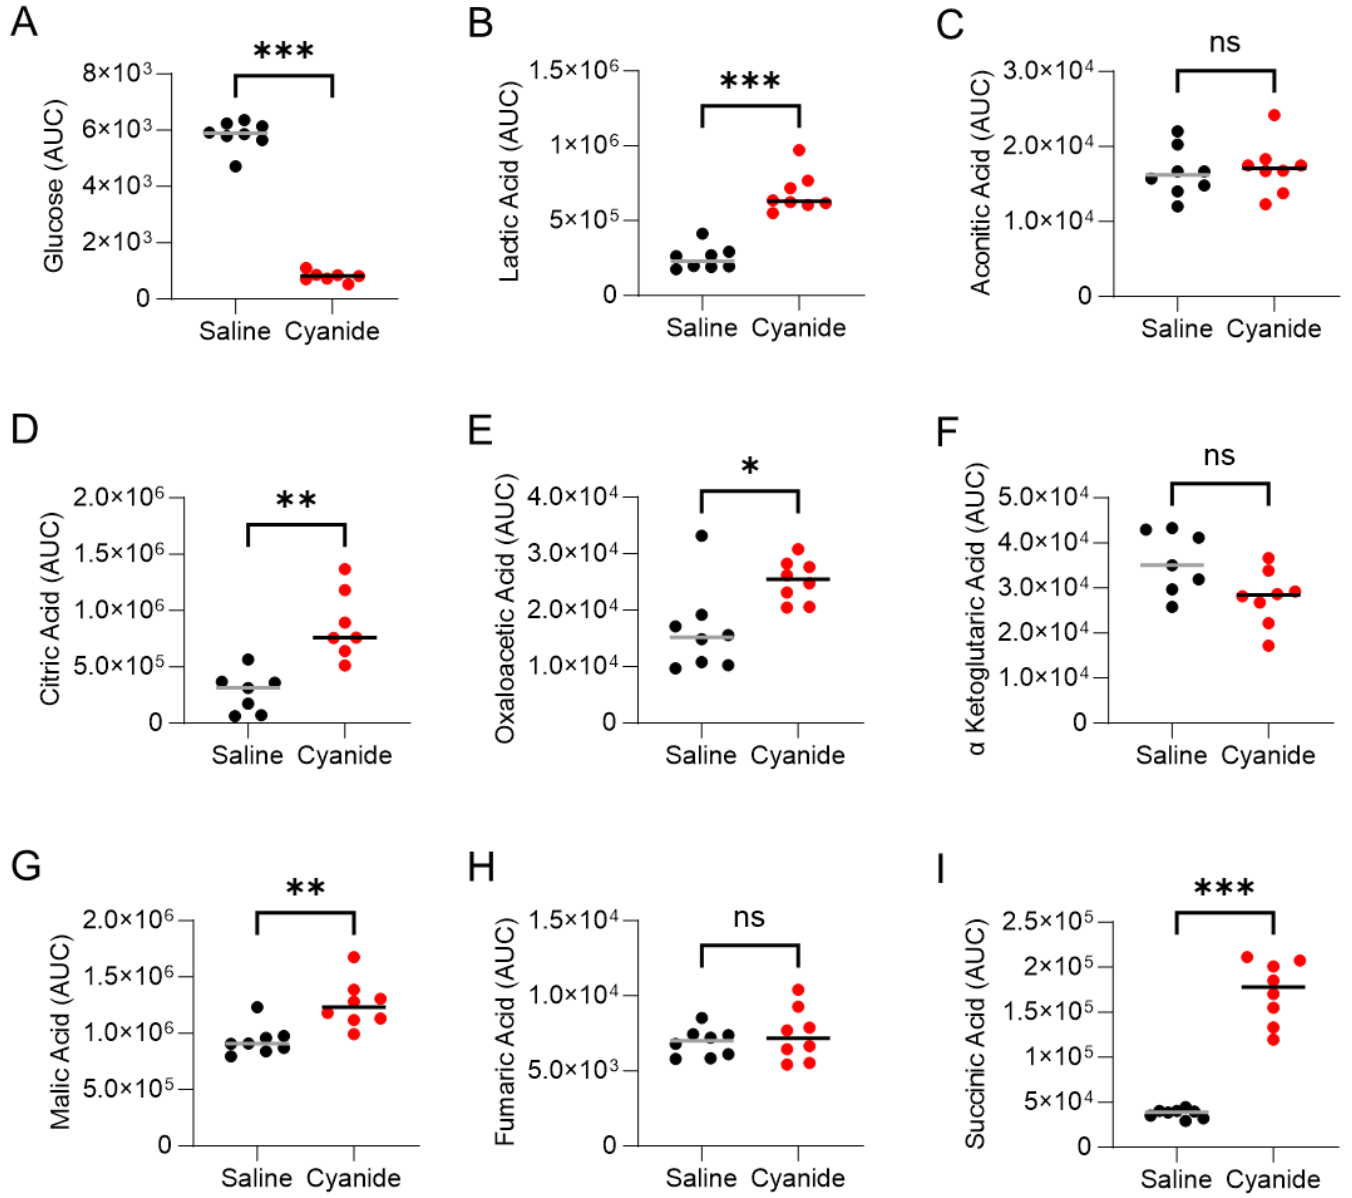 A
***
8×10³
6×10³
4×10³
2×10³
0
Glucose (AUC)
Saline Cyanide
B
***
1.5×10⁶
1×10⁶
5×10⁵
0
Lactic Acid (AUC)
Saline Cyanide
C
ns
3.0×10⁴
2.0×10⁴
1.0×10⁴
0
Aconitic Acid (AUC)
Saline Cyanide
D
**
2.0×10⁶
1.5×10⁶
1.0×10⁶
5.0×10⁵
0
Citric Acid (AUC)
Saline Cyanide
E
*
4.0×10⁴
3.0×10⁴
2.0×10⁴
1.0×10⁴
0
Oxaloacetic Acid (AUC)
Saline Cyanide
F
ns
5.0×10⁴
4.0×10⁴
3.0×10⁴
2.0×10⁴
1.0×10⁴
0
α Ketoglutaric Acid (AUC)
Saline Cyanide
G
**
2.0×10⁶
1.5×10⁶
1.0×10⁶
5.0×10⁵
0
Malic Acid (AUC)
Saline Cyanide
H
ns
1.5×10⁴
1.0×10⁴
5.0×10³
0
Fumaric Acid (AUC)
Saline Cyanide
I
***
2.5×10⁵
2×10⁵
1.5×10⁵
1×10⁵
5×10⁴
0
Succinic Acid (AUC)
Saline Cyanide